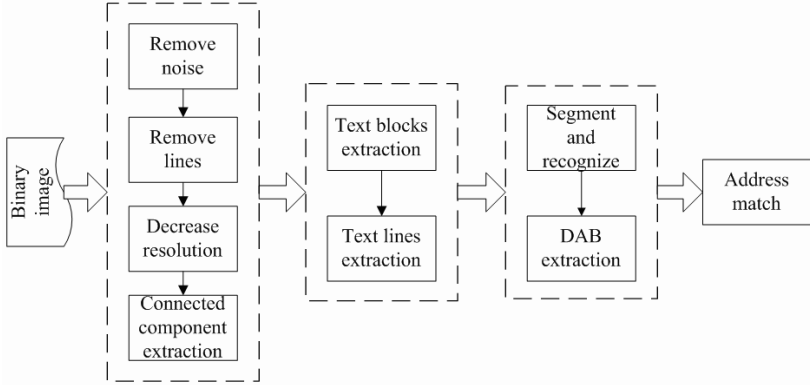 Binary
image
Remove
noise
Remove
lines
Decrease
resolution
Connected
component
extraction
Text blocks
extraction
Text lines
extraction
Segment
and
recognize
DAB
extraction
Address
match